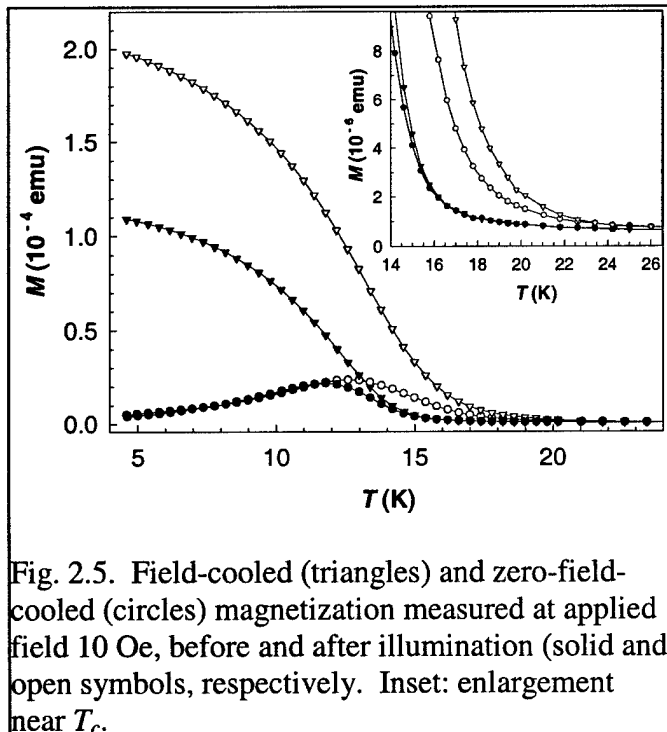 2.0
1.5
1.0
0.5
0.0
M (10⁻⁴ emu)
5 10 15 20
T (K)
8
6
4
2
0
M (10⁻⁶ emu)
14 16 18 20 22 24 26
T (K)
Fig. 2.5. Field-cooled (triangles) and zero-field-
cooled (circles) magnetization measured at applied
field 10 Oe, before and after illumination (solid and
open symbols, respectively. Inset: enlargement
near Tc.